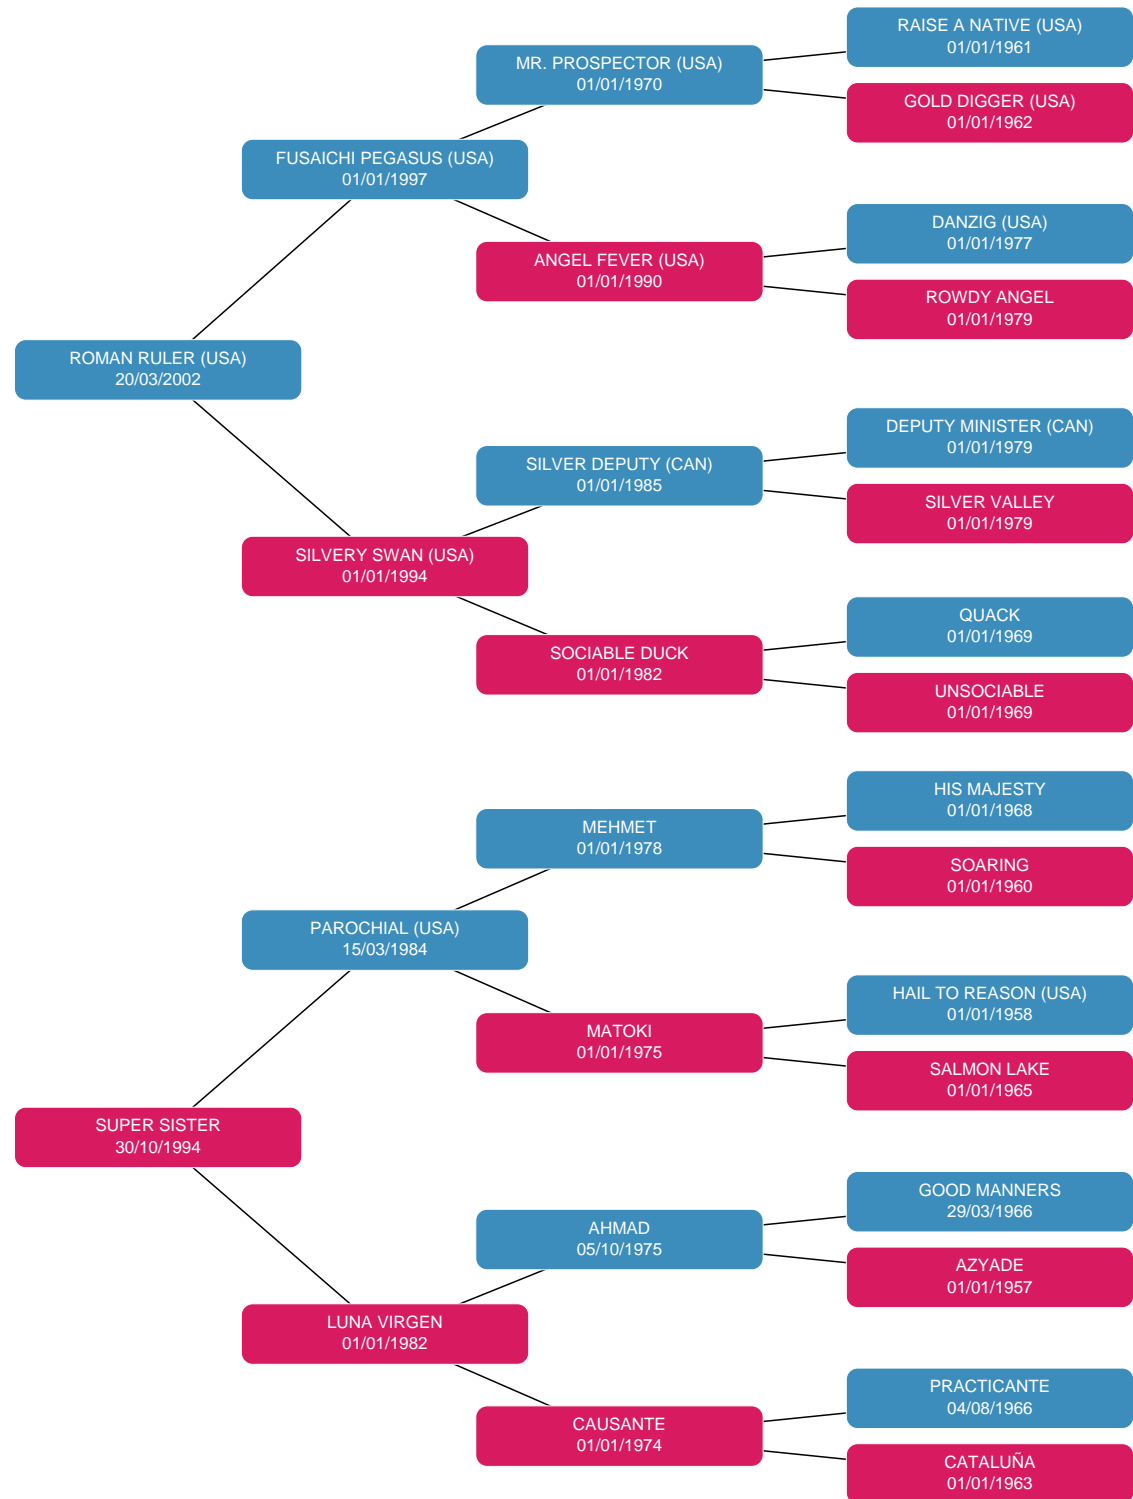 RAISE A NATIVE (USA)
01/01/1961
MR. PROSPECTOR (USA)
01/01/1970
GOLD DIGGER (USA)
01/01/1962
FUSAICHI PEGASUS (USA)
01/01/1997
DANZIG (USA)
01/01/1977
ANGEL FEVER (USA)
01/01/1990
ROWDY ANGEL
01/01/1979
ROMAN RULER (USA)
20/03/2002
DEPUTY MINISTER (CAN)
01/01/1979
SILVER DEPUTY (CAN)
01/01/1985
SILVER VALLEY
01/01/1979
SILVERY SWAN (USA)
01/01/1994
QUACK
01/01/1969
SOCIABLE DUCK
01/01/1982
UNSOCIABLE
01/01/1969
HIS MAJESTY
01/01/1968
MEHMET
01/01/1978
SOARING
01/01/1960
PAROCHIAL (USA)
15/03/1984
HAIL TO REASON (USA)
01/01/1958
MATOKI
01/01/1975
SALMON LAKE
01/01/1965
SUPER SISTER
30/10/1994
GOOD MANNERS
29/03/1966
AHMAD
05/10/1975
AZYADE
01/01/1957
LUNA VIRGEN
01/01/1982
PRACTICANTE
04/08/1966
CAUSANTE
01/01/1974
CATALUÑA
01/01/1963